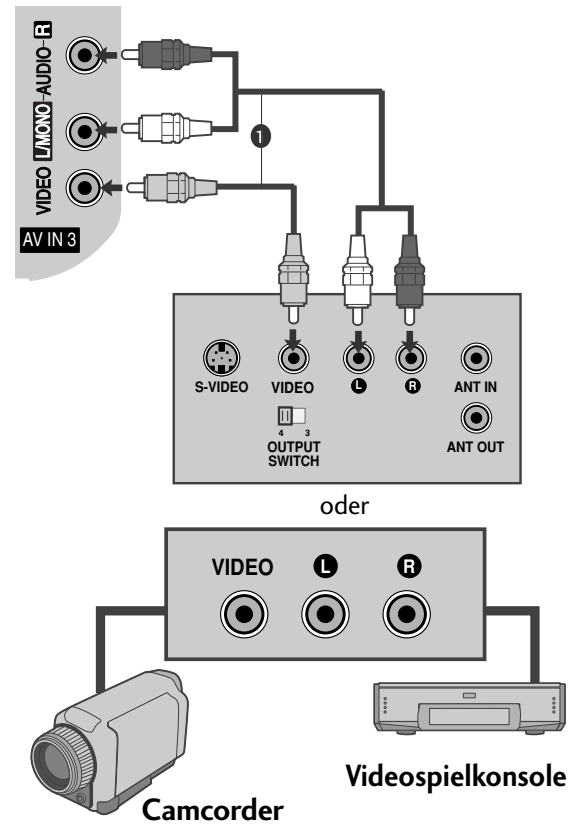 VIDEO L/MONO-AUDIO-R
AV IN 3
1
S-VIDEO
VIDEO
L
R
ANT IN
4 3
OUTPUT
SWITCH
ANT OUT
oder
VIDEO L R
Camcorder
Videospielkonsole